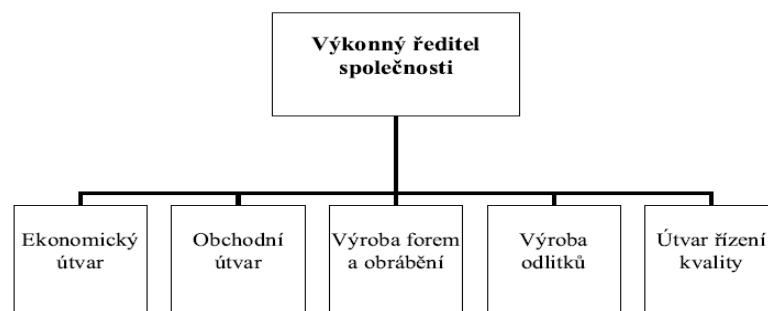 Výkonný ředitel
společnosti
Ekonomický
útvar
Obchodní
útvar
Výroba forem
a obrábění
Výroba
odlitků
Útvar řízení
kvality